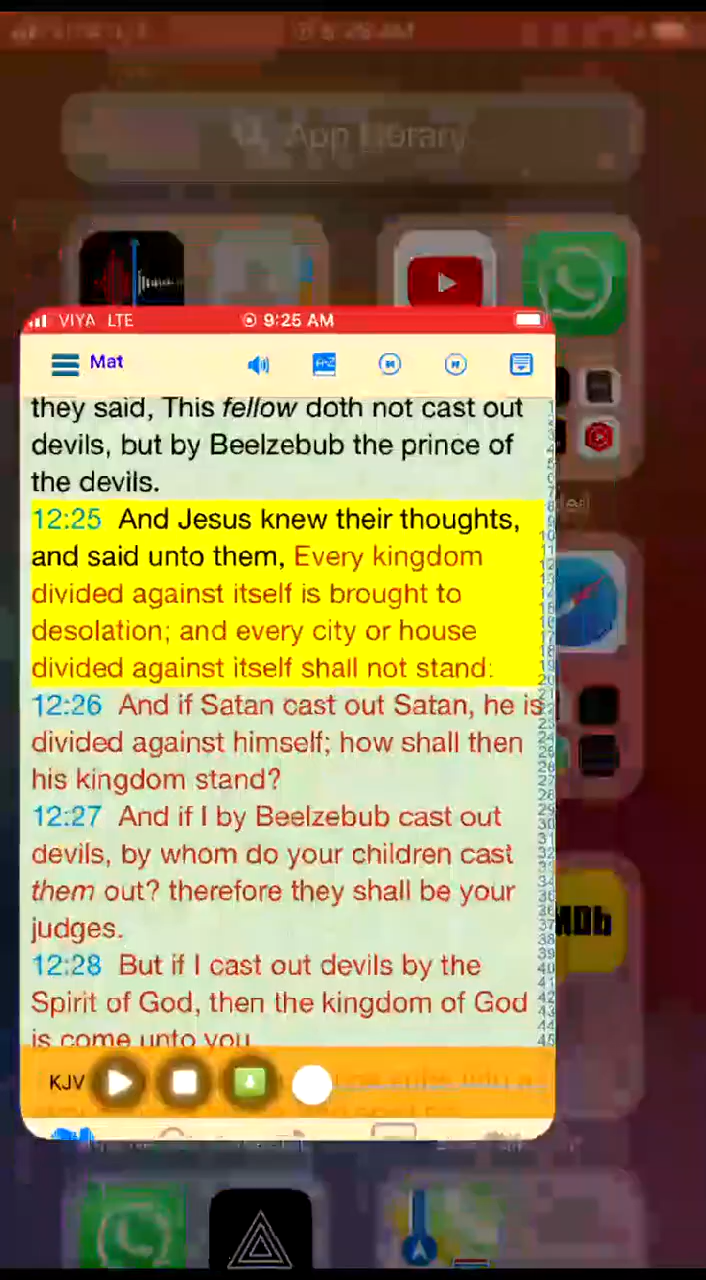 App Library
VIYA LTE
9:25 AM
Mat
they said, This fellow doth not cast out
devils, but by Beelzebub the prince of
the devils.
12:25 And Jesus knew their thoughts,
and said unto them, Every kingdom
divided against itself is brought to
desolation; and every city or house
divided against itself shall not stand:
12:26 And if Satan cast out Satan, he is
divided against himself; how shall then
his kingdom stand?
12:27 And if I by Beelzebub cast out
devils, by whom do your children cast
them out? therefore they shall be your
judges.
12:28 But if I cast out devils by the
Spirit of God, then the kingdom of God
is come unto you
KJV